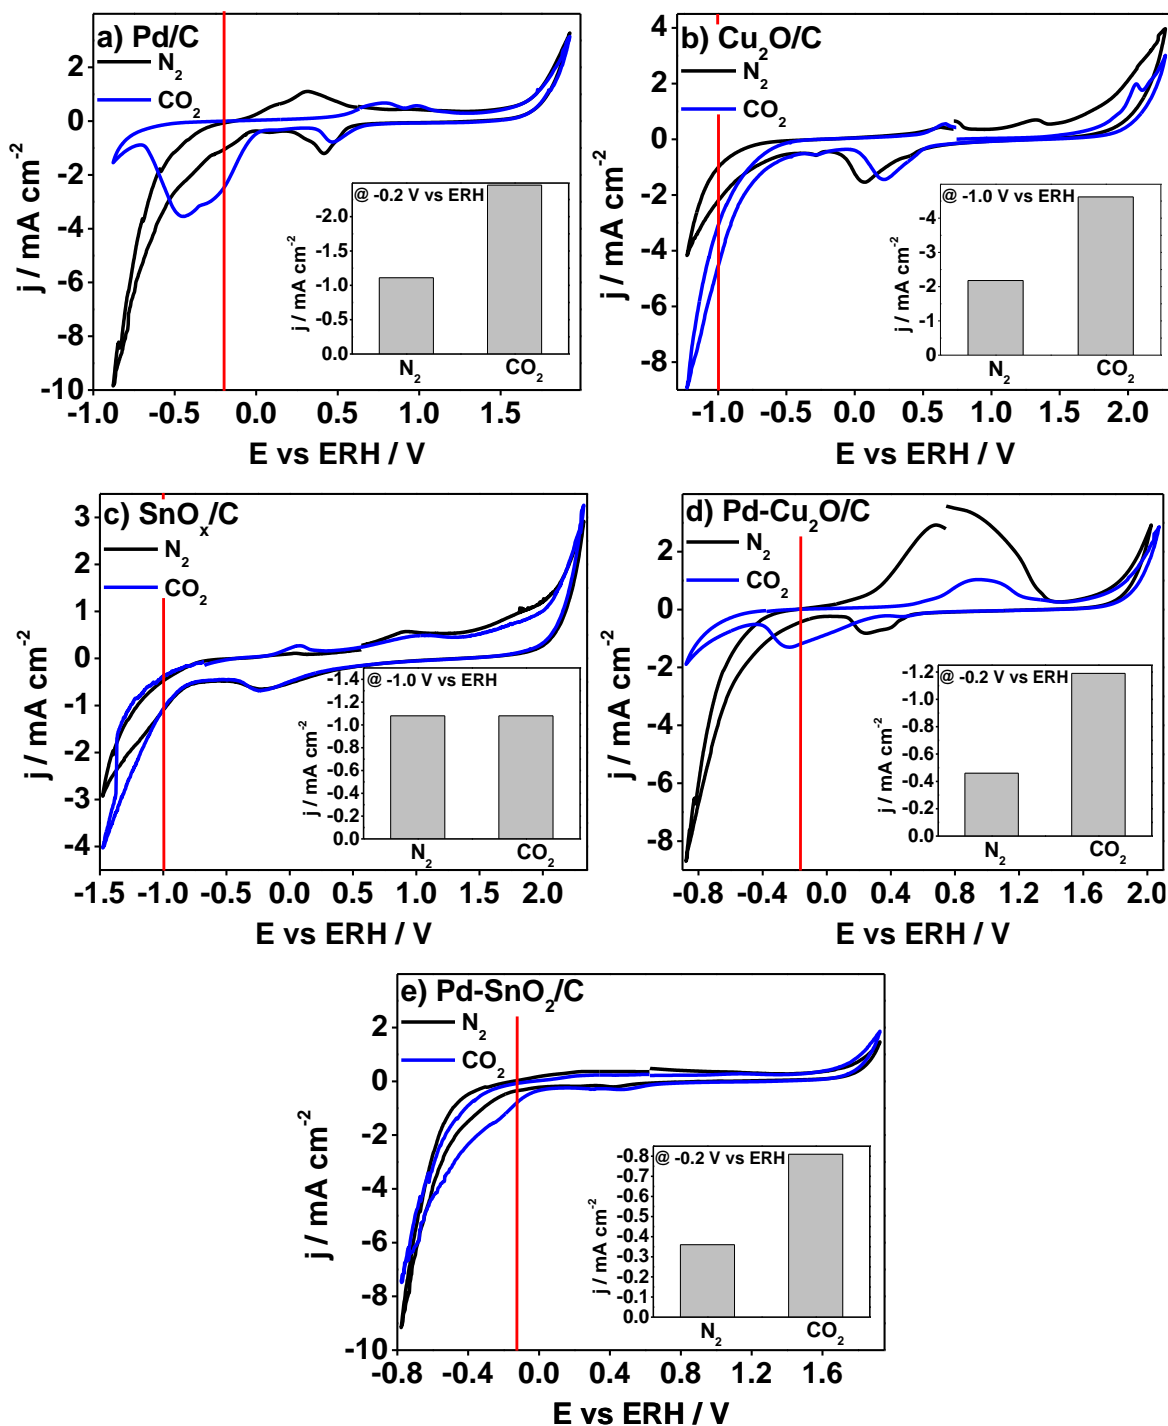 a) Pd/C
N₂
CO₂
2
0
-2
-4
-6
-8
-10
j / mA cm⁻²
-1.0 -0.5 0.0 0.5 1.0 1.5
E vs ERH / V
@ -0.2 V vs ERH
-2.0
-1.5
-1.0
-0.5
0.0
j / mA cm⁻²
N₂ CO₂
b) Cu₂O/C
N₂
CO₂
4
2
0
-2
-4
-6
-8
j / mA cm⁻²
-1.0 -0.5 0.0 0.5 1.0 1.5 2.0
E vs ERH / V
@ -1.0 V vs ERH
-4
-3
-2
-1
0
j / mA cm⁻²
N₂ CO₂
c) SnOₓ/C
N₂
CO₂
3
2
1
0
-1
-2
-3
-4
j / mA cm⁻²
-1.5 -1.0 -0.5 0.0 0.5 1.0 1.5 2.0
E vs ERH / V
@ -1.0 V vs ERH
-1.4
-1.2
-1.0
-0.8
-0.6
-0.4
-0.2
0.0
j / mA cm⁻²
N₂ CO₂
d) Pd-Cu₂O/C
N₂
CO₂
2
0
-2
-4
-6
-8
j / mA cm⁻²
-0.8 -0.4 0.0 0.4 0.8 1.2 1.6 2.0
E vs ERH / V
@ -0.2 V vs ERH
-1.2
-1.0
-0.8
-0.6
-0.4
-0.2
0.0
j / mA cm⁻²
N₂ CO₂
e) Pd-SnO₂/C
N₂
CO₂
2
0
-2
-4
-6
-8
-10
j / mA cm⁻²
-0.8 -0.4 0.0 0.4 0.8 1.2 1.6
E vs ERH / V
@ -0.2 V vs ERH
-0.8
-0.7
-0.6
-0.5
-0.4
-0.3
-0.2
-0.1
0.0
j / mA cm⁻²
N₂ CO₂